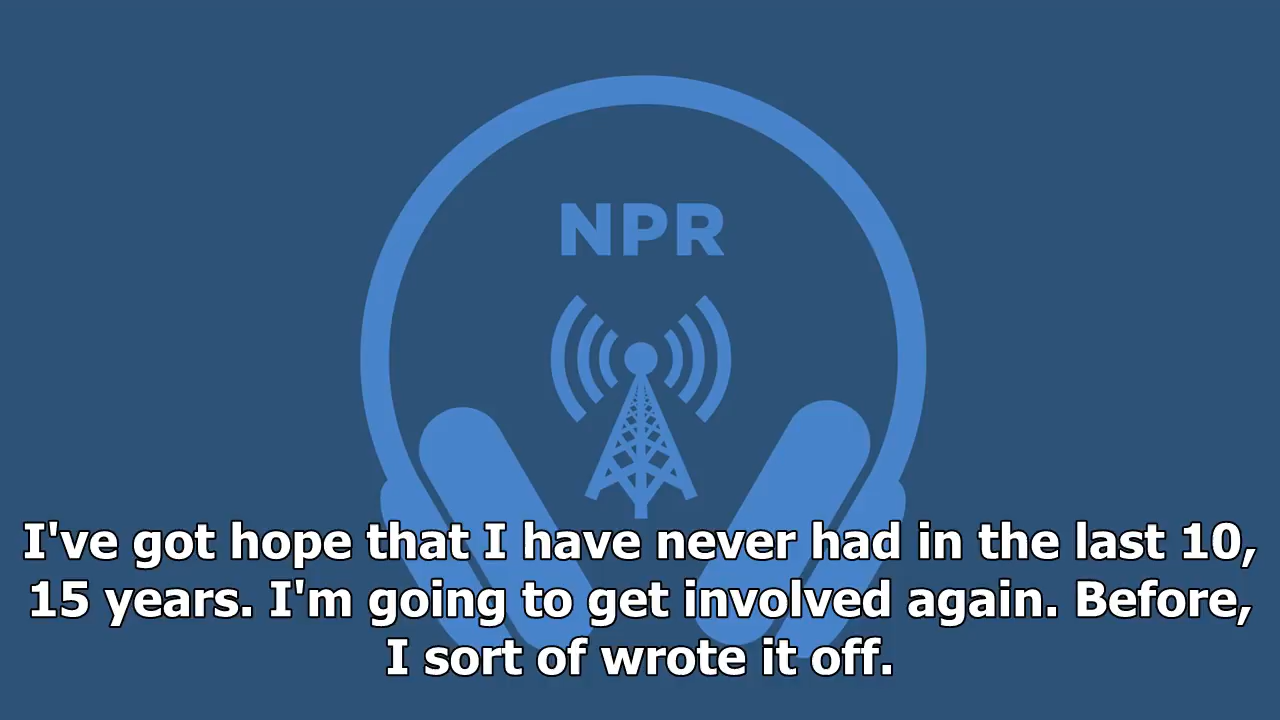 NPR
I've got hope that I have never had in the last 10,
15 years. I'm going to get involved again. Before,
I sort of wrote it off.